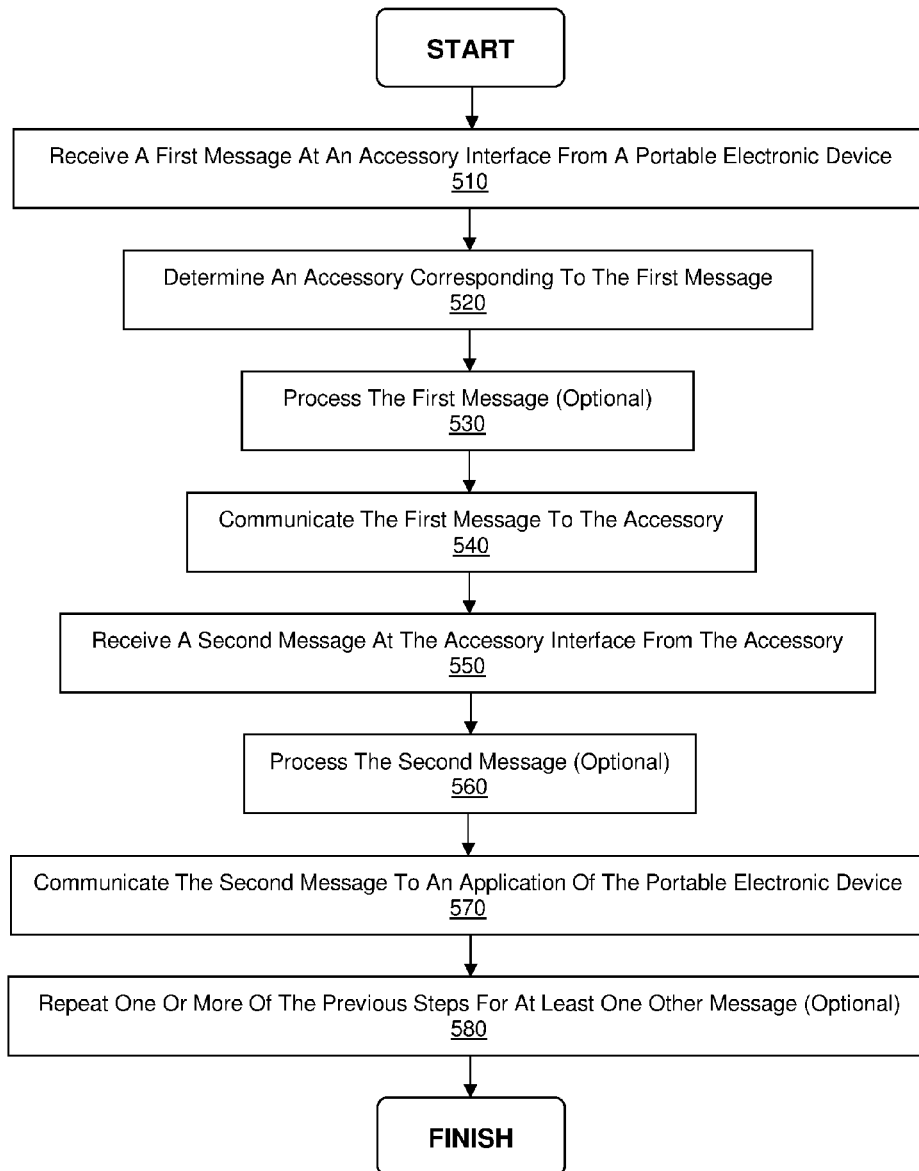 START
Receive A First Message At An Accessory Interface From A Portable Electronic Device
510
Determine An Accessory Corresponding To The First Message
520
Process The First Message (Optional)
530
Communicate The First Message To The Accessory
540
Receive A Second Message At The Accessory Interface From The Accessory
550
Process The Second Message (Optional)
560
Communicate The Second Message To An Application Of The Portable Electronic Device
570
Repeat One Or More Of The Previous Steps For At Least One Other Message (Optional)
580
FINISH